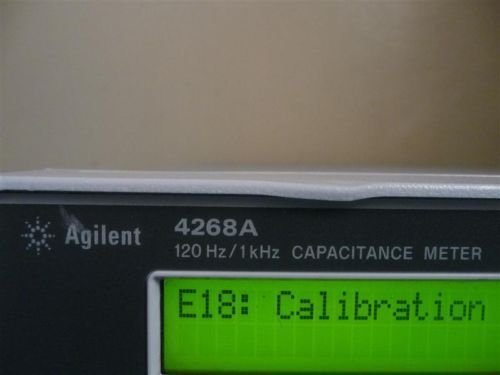 Agilent 4268A
120 Hz/1 kHz CAPACITANCE METER
E18: Calibration